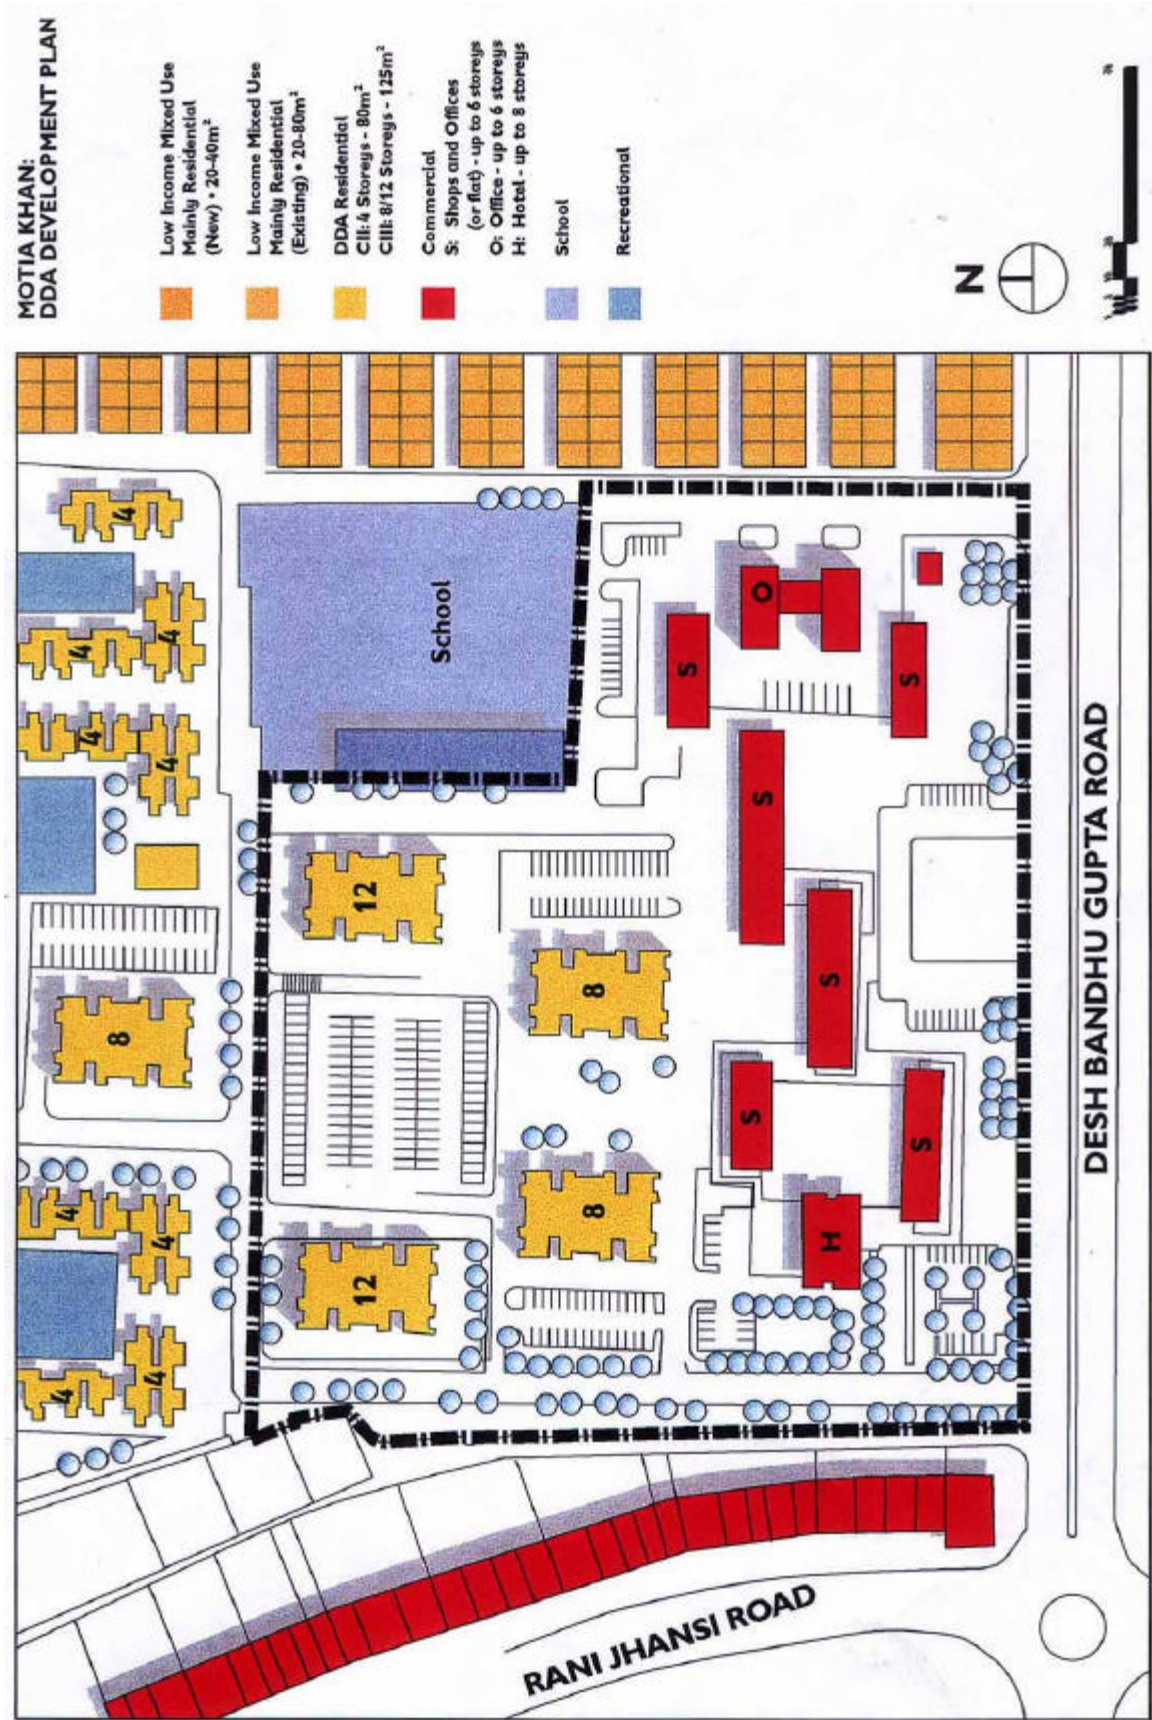 MOTIA KHAN:
DDA DEVELOPMENT PLAN
Low Income Mixed Use
Mainly Residential
(New) • 20-40m²
Low Income Mixed Use
Mainly Residential
(Existing) • 20-80m²
DDA Residential
CII: 4 Storeys - 80m²
CIII: 8/12 Storeys - 125m²
Commercial
S: Shops and Offices
(or flat) - up to 6 storeys
O: Office - up to 6 storeys
H: Hotel - up to 8 storeys
School
Recreational
N
4
4
4
4
4
8
4
4
4
4
School
12
8
12
8
O
S
S
S
S
S
S
H
DESH BANDHU GUPTA ROAD
RANI JHANSI ROAD